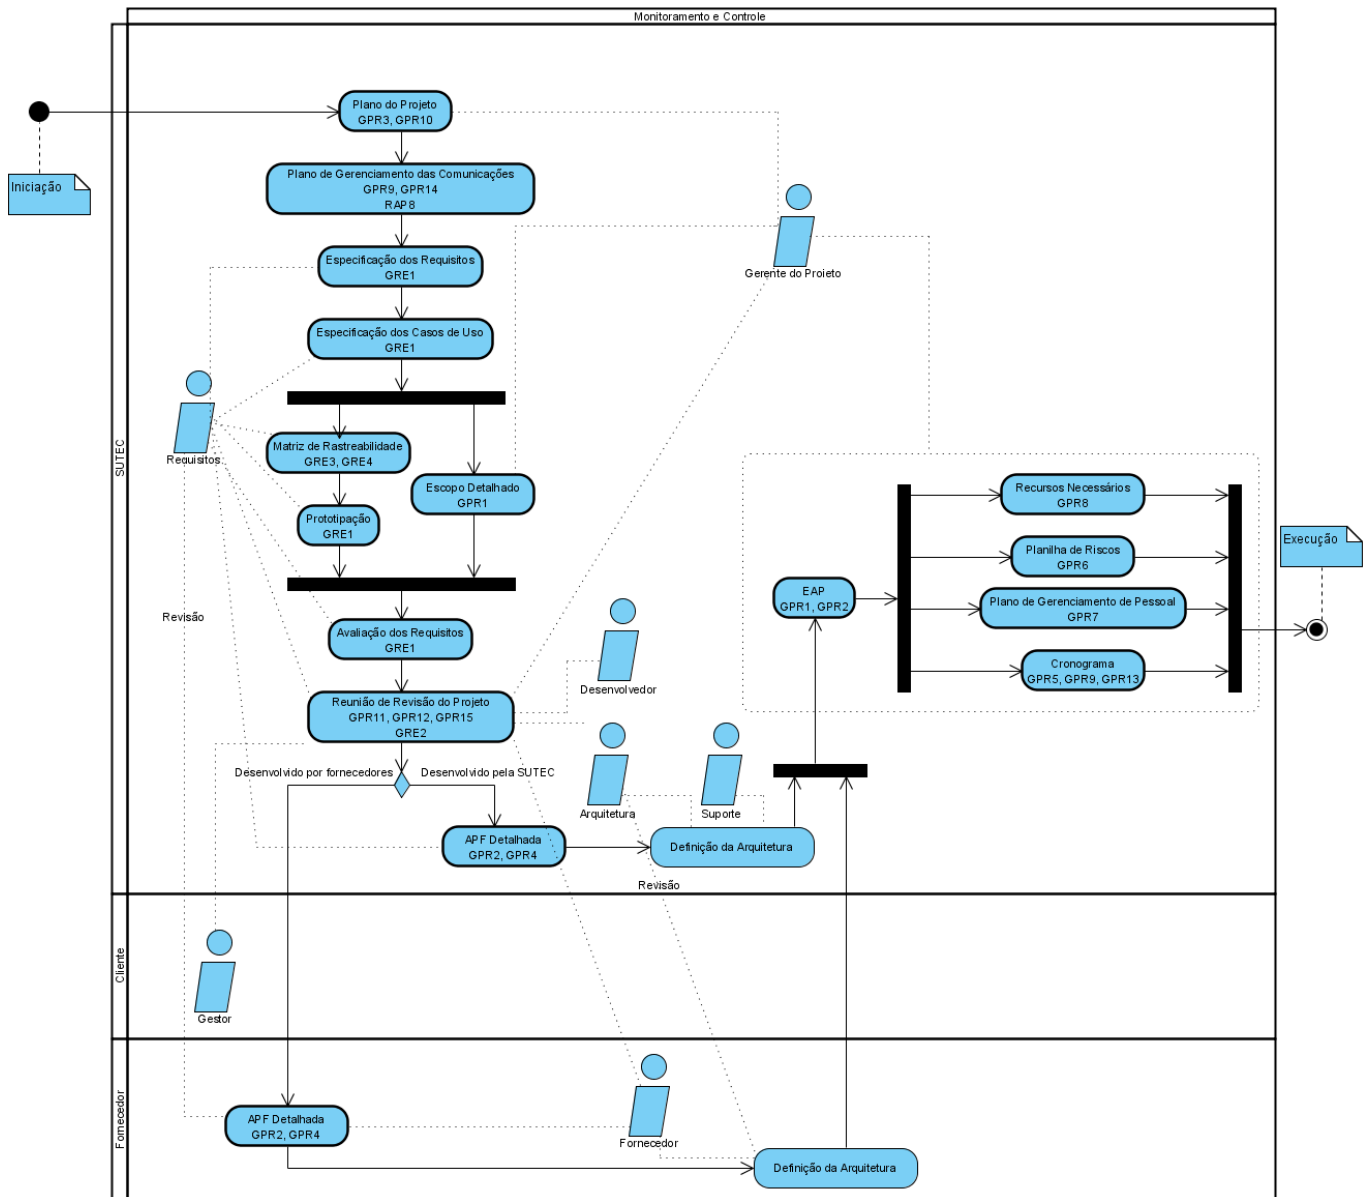 Monitoramento e Controle
Plano do Projeto
GPR3, GPR10
Iniciação
Plano de Gerenciamento das Comunicações
GPR9, GPR14
RAP8
Gerente do Projeto
Especificação dos Requisitos
GRE1
Especificação dos Casos de Uso
GRE1
Requisitos
SUTEC
Matriz de Rastreabilidade
GRE3, GRE4
Escopo Detalhado
GPR1
Prototipação
GRE1
Recursos Necessários
GPR8
Execução
Planilha de Riscos
GPR6
EAP
GPR1, GPR2
Plano de Gerenciamento de Pessoal
GPR7
Revisão
Avaliação dos Requisitos
GRE1
Cronograma
GPR5, GPR9, GPR13
Desenvolvedor
Reunião de Revisão do Projeto
GPR11, GPR12, GPR15
GRE2
Desenvolvido por fornecedores
Desenvolvido pela SUTEC
Arquitetura
Suporte
APF Detalhada
GPR2, GPR4
Definição da Arquitetura
Revisão
Cliente
Gestor
Fornecedor
APF Detalhada
GPR2, GPR4
Fornecedor
Definição da Arquitetura